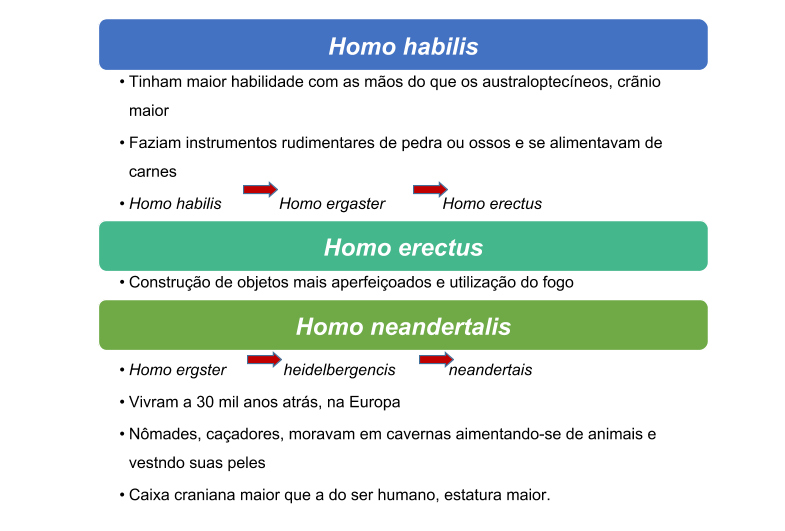 Homo habilis
• Tinham maior habilidade com as mãos do que os australoptecíneos, crãnio
maior
• Faziam instrumentos rudimentares de pedra ou ossos e se alimentavam de
carnes
• Homo habilis Homo ergaster Homo erectus
Homo erectus
• Construção de objetos mais aperfeiçoados e utilização do fogo
Homo neandertalis
• Homo ergster heidelbergencis neandertais
• Vivram a 30 mil anos atrás, na Europa
• Nômades, caçadores, moravam em cavernas aimentando-se de animais e
vestndo suas peles
• Caixa craniana maior que a do ser humano, estatura maior.